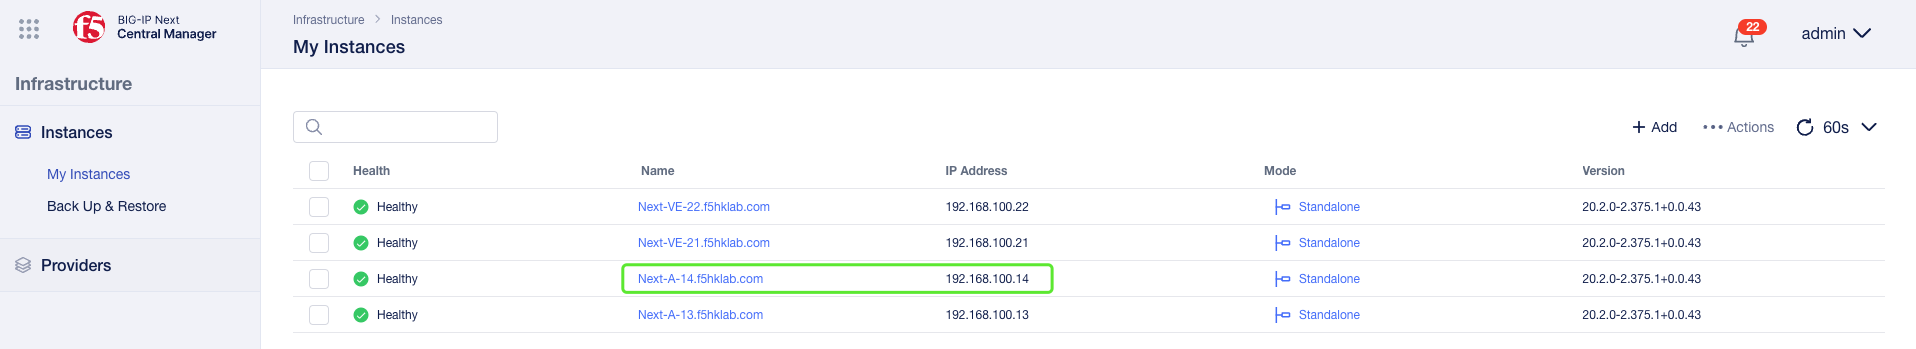 f5
BIG-IP Next
Central Manager
Infrastructure
Instances
My Instances
Back Up & Restore
Providers
Infrastructure > Instances
My Instances
22
admin
+ Add
••• Actions
60s
Health Name IP Address Mode Version
Healthy Next-VE-22.f5hklab.com 192.168.100.22 Standalone 20.2.0-2.375.1+0.0.43
Healthy Next-VE-21.f5hklab.com 192.168.100.21 Standalone 20.2.0-2.375.1+0.0.43
Healthy Next-A-14.f5hklab.com 192.168.100.14 Standalone 20.2.0-2.375.1+0.0.43
Healthy Next-A-13.f5hklab.com 192.168.100.13 Standalone 20.2.0-2.375.1+0.0.43